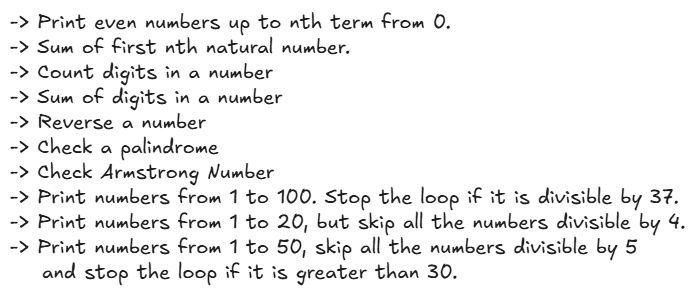 -> Print even numbers up to nth term from 0.
-> Sum of first nth natural number.
-> Count digits in a number
-> Sum of digits in a number
-> Reverse a number
-> Check a palindrome
-> Check Armstrong Number
-> Print numbers from 1 to 100. Stop the loop if it is divisible by 37.
-> Print numbers from 1 to 20, but skip all the numbers divisible by 4.
-> Print numbers from 1 to 50, skip all the numbers divisible by 5
and stop the loop if it is greater than 30.